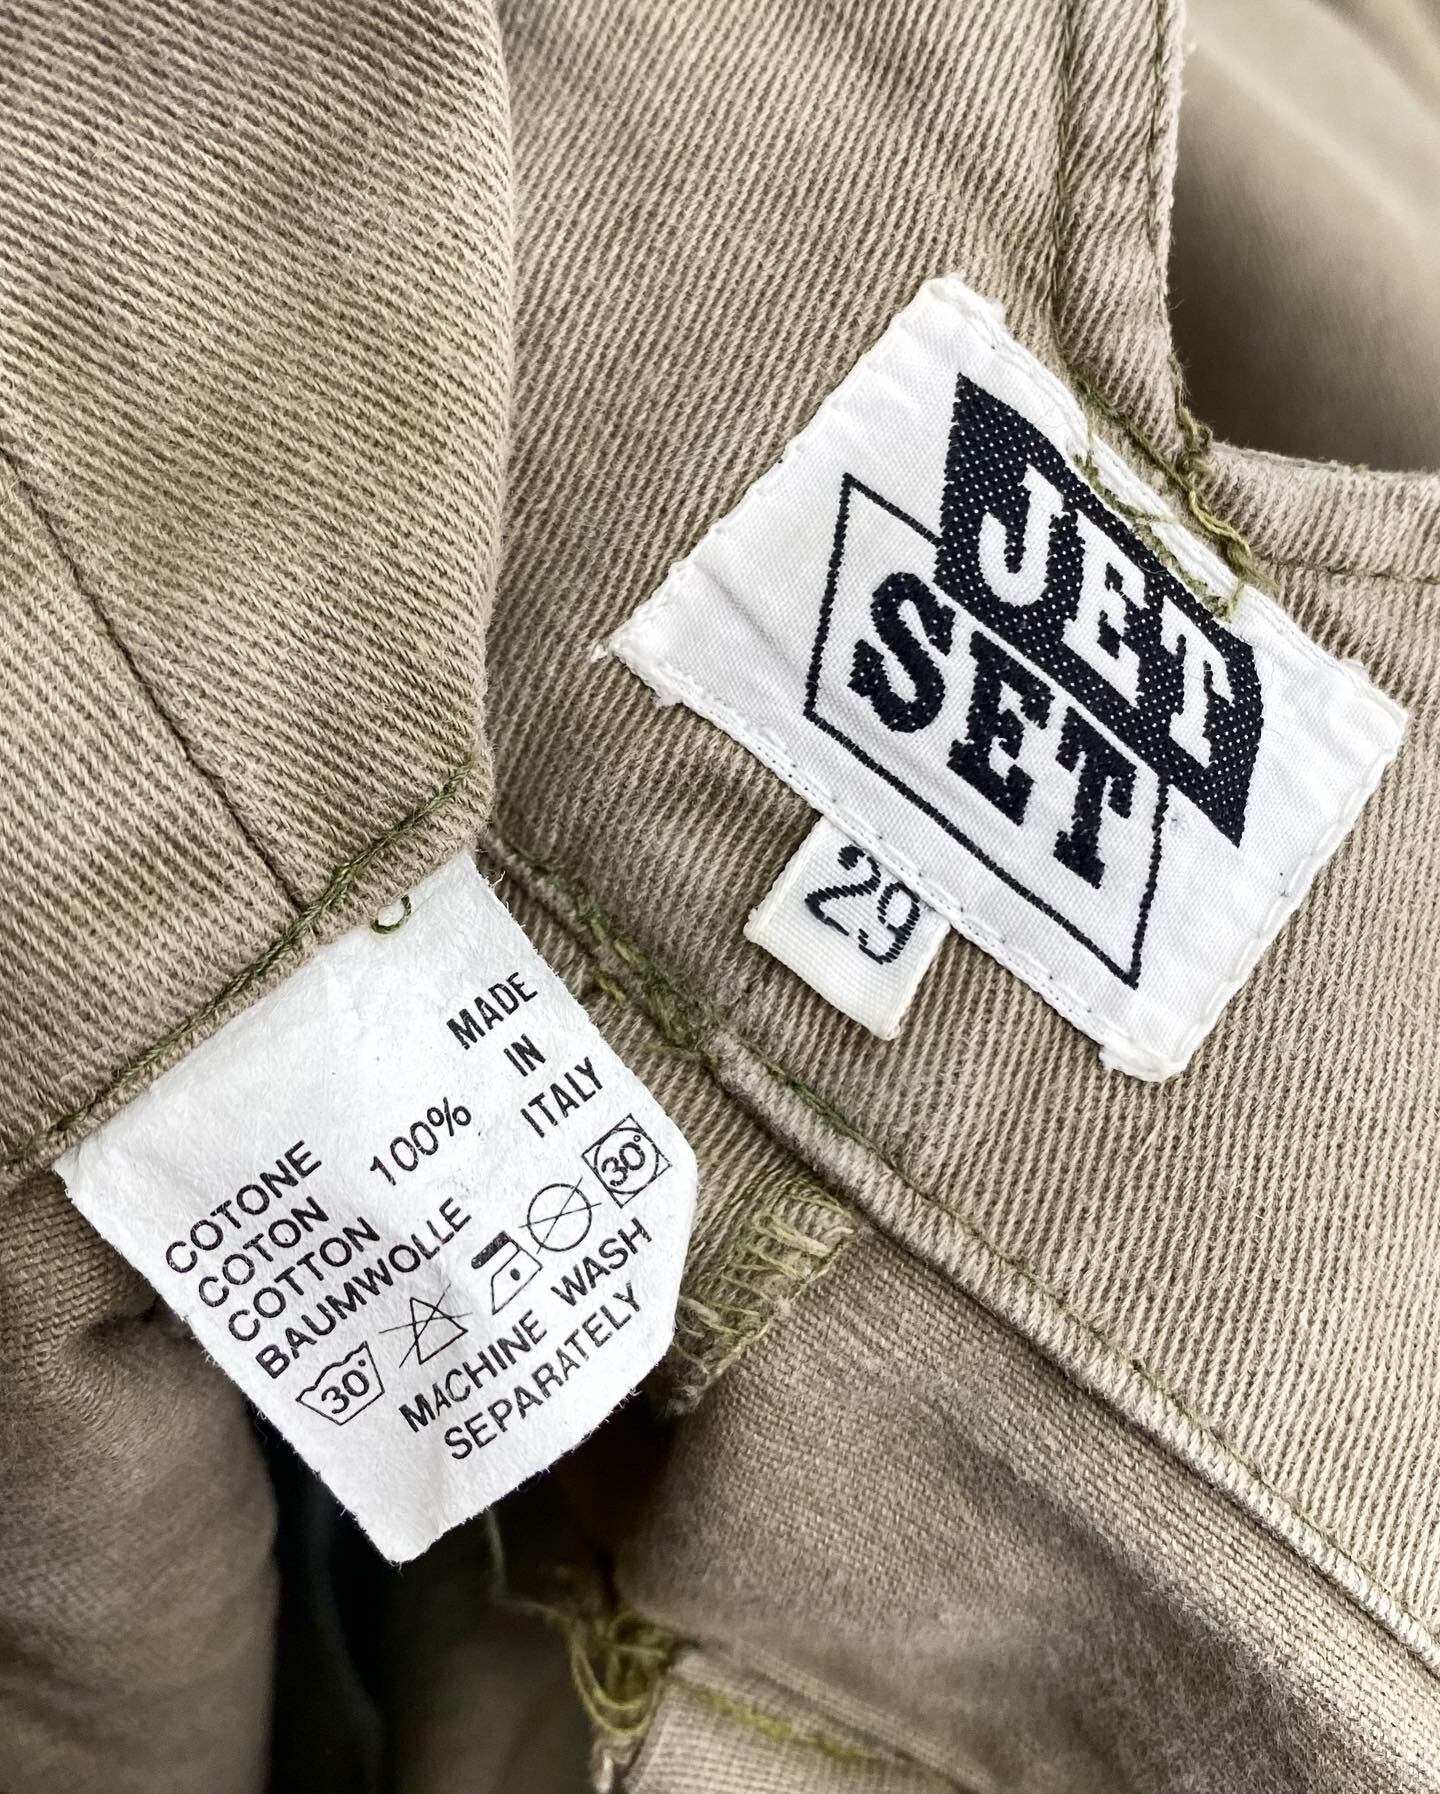 JET
SET
29
MADE
IN
ITALY
COTONE
COTON 100%
COTTON
BAUMWOLLE
30° 30°
MACHINE WASH
SEPARATELY